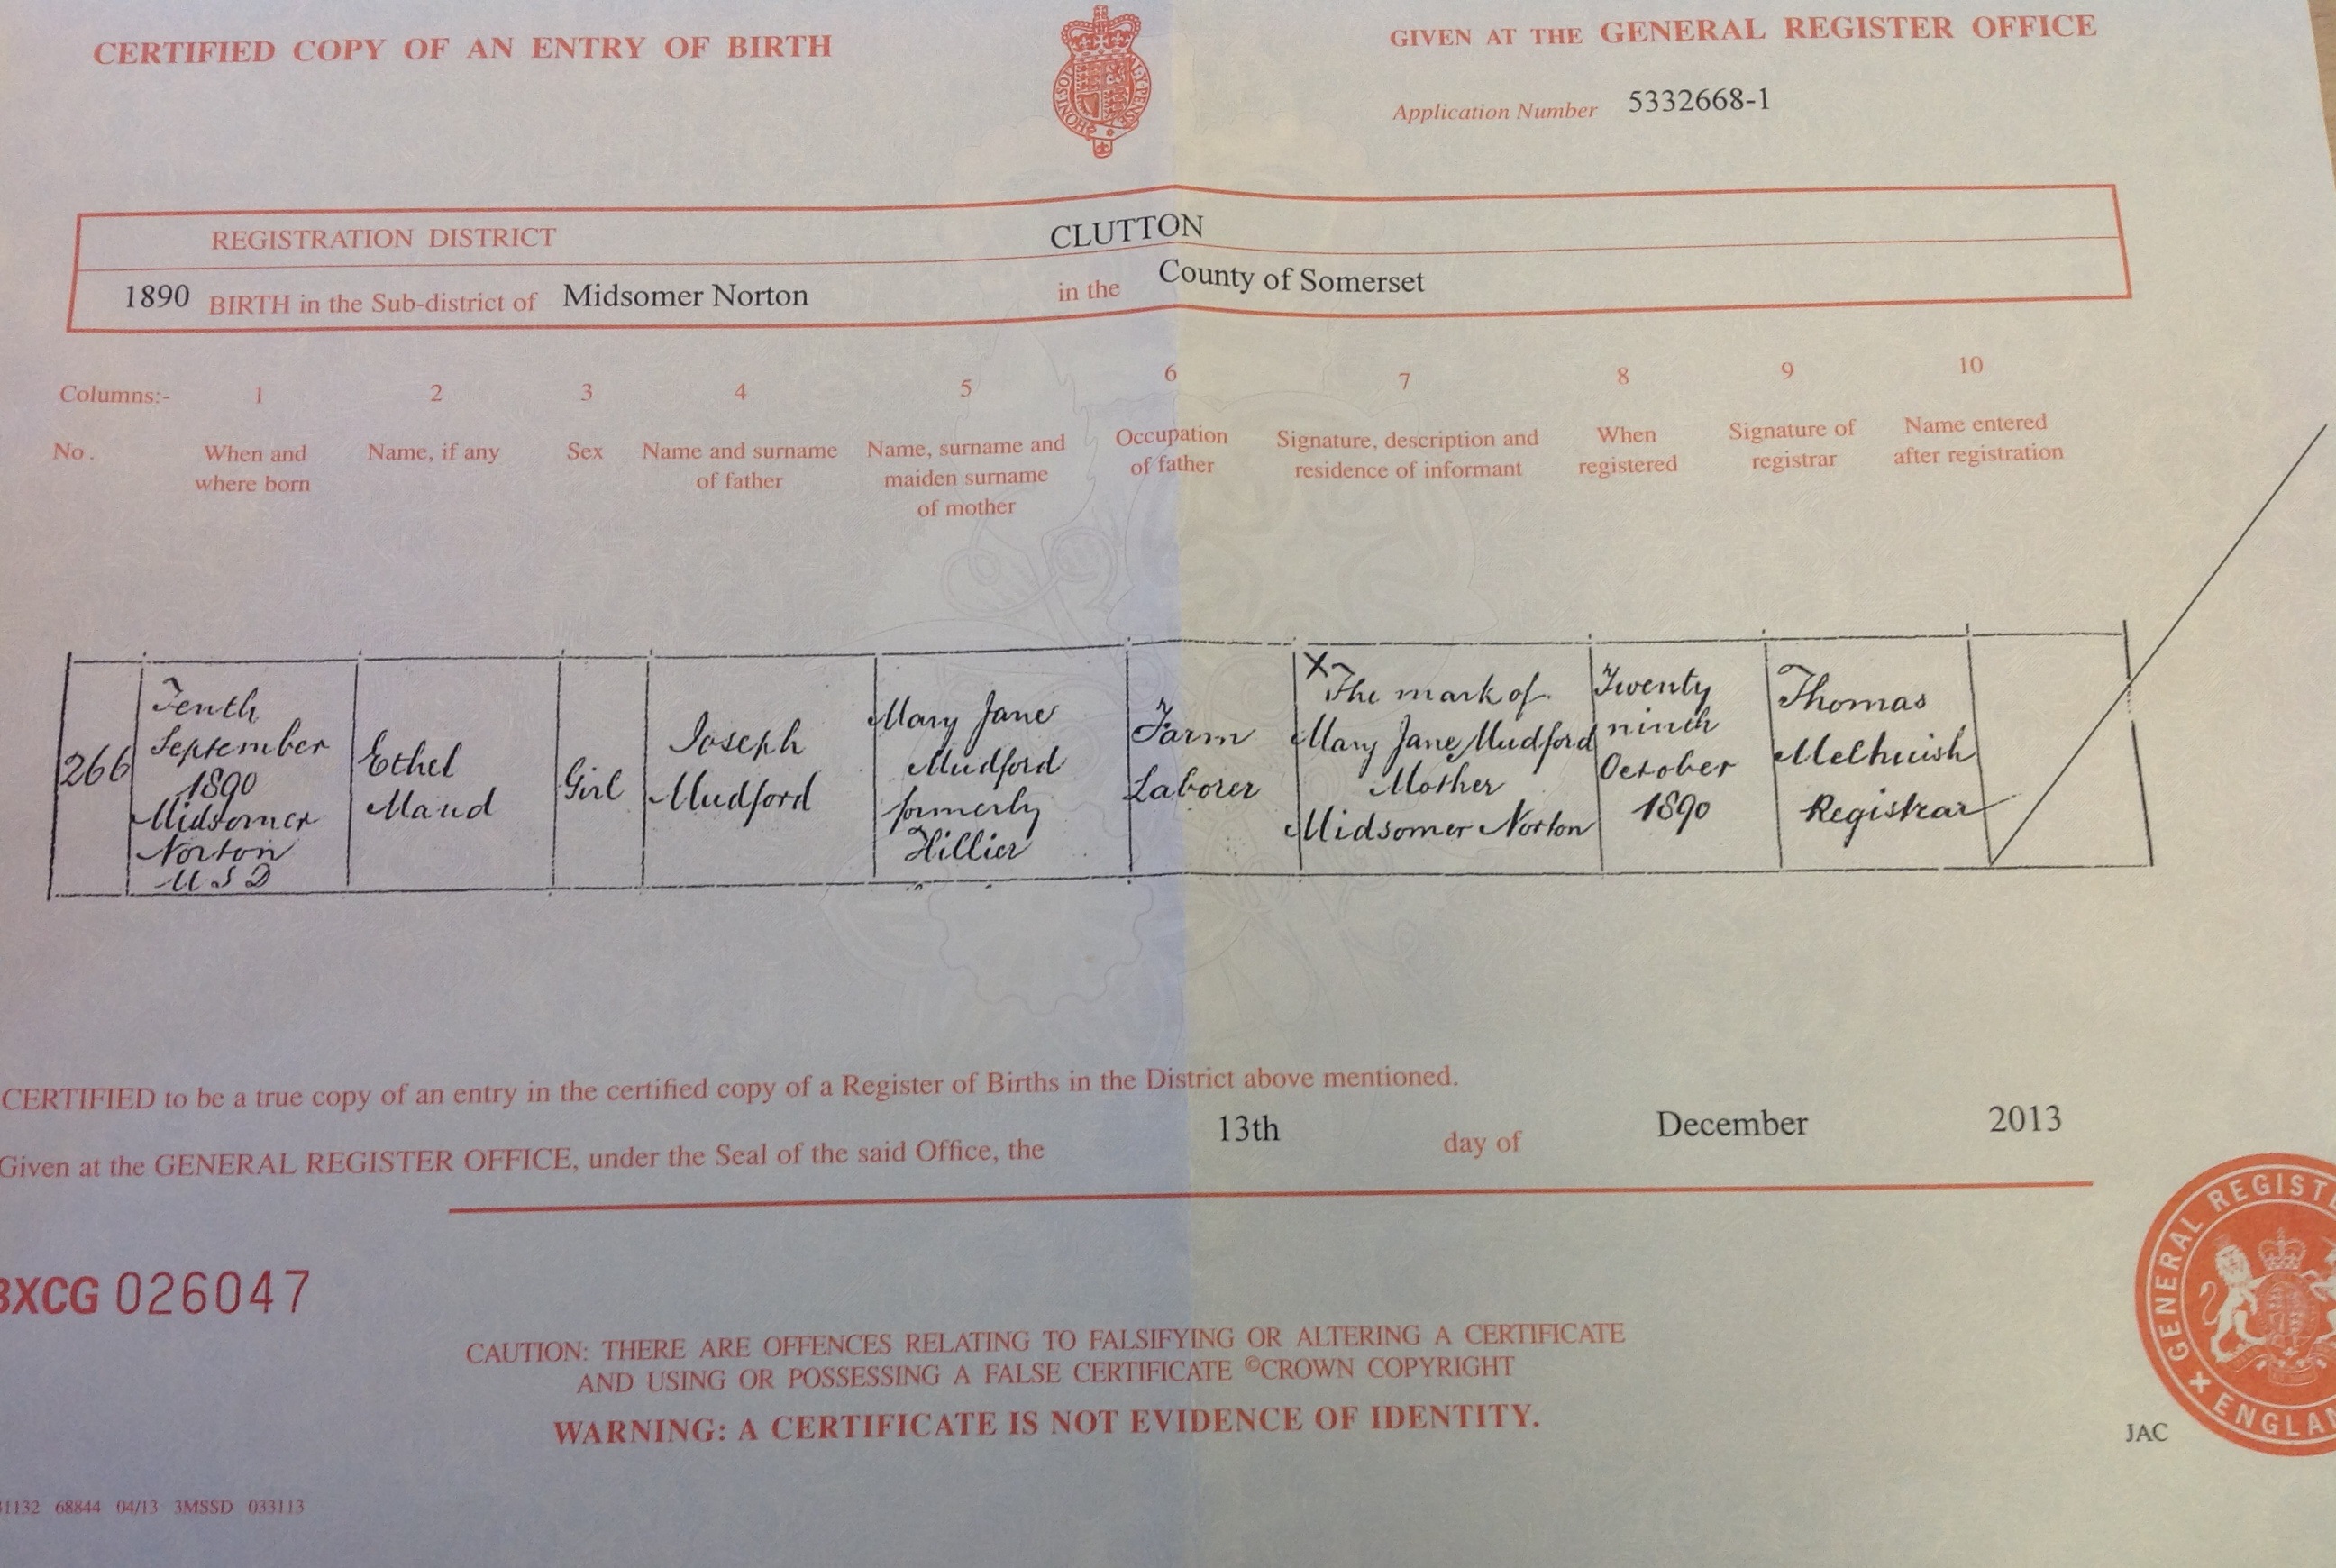 CERTIFIED COPY OF AN ENTRY OF BIRTH
GIVEN AT THE GENERAL REGISTER OFFICE
HONI SOIT QUI MAL Y PENSE
Application Number 5332668-1
REGISTRATION DISTRICT CLUTTON
1890 BIRTH in the Sub-district of Midsomer Norton in the County of Somerset
Columns:- 1 2 3 4 5 6 7 8 9 10
No.
When and
where born
Name, if any
Sex
Name and surname
of father
Name, surname and
maiden surname
of mother
Occupation
of father
Signature, description and
residence of informant
When
registered
Signature of
registrar
Name entered
after registration
266
Tenth
September
1890
Midsomer
Norton
U S D
Ethel
Maud
Girl
Joseph
Mudford
Mary Jane
Mudford
formerly
Hillier
Farm
Laborer
X The mark of
Mary Jane Mudford
Mother
Midsomer Norton
Twenty
ninth
October
1890
Thomas
Melhuish
Registrar
CERTIFIED to be a true copy of an entry in the certified copy of a Register of Births in the District above mentioned.
Given at the GENERAL REGISTER OFFICE, under the Seal of the said Office, the 13th day of December 2013
BXCG 026047
CAUTION: THERE ARE OFFENCES RELATING TO FALSIFYING OR ALTERING A CERTIFICATE
AND USING OR POSSESSING A FALSE CERTIFICATE ©CROWN COPYRIGHT
WARNING: A CERTIFICATE IS NOT EVIDENCE OF IDENTITY.
GENERAL REGISTE
ENGLAN
JAC
1132 68844 04/13 3MSSD 033113